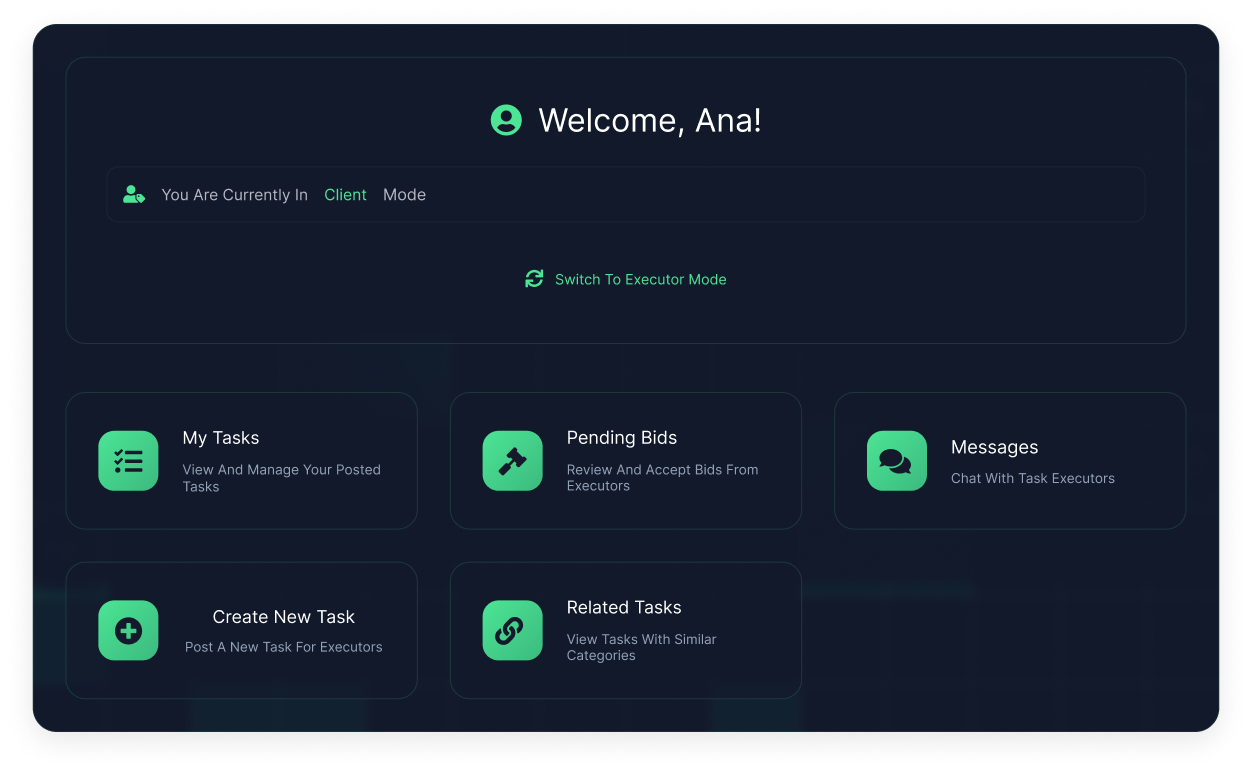 Welcome, Ana!
You Are Currently In Client Mode
Switch To Executor Mode
My Tasks
View And Manage Your Posted
Tasks
Pending Bids
Review And Accept Bids From
Executors
Messages
Chat With Task Executors
Create New Task
Post A New Task For Executors
Related Tasks
View Tasks With Similar
Categories